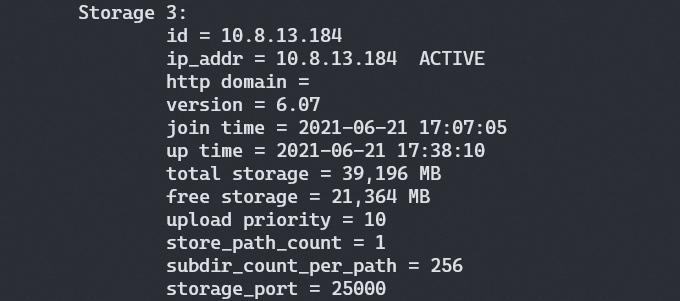 Storage 3:
id = 10.8.13.184
ip_addr = 10.8.13.184  ACTIVE
http domain =
version = 6.07
join time = 2021-06-21 17:07:05
up time = 2021-06-21 17:38:10
total storage = 39,196 MB
free storage = 21,364 MB
upload priority = 10
store_path_count = 1
subdir_count_per_path = 256
storage_port = 25000